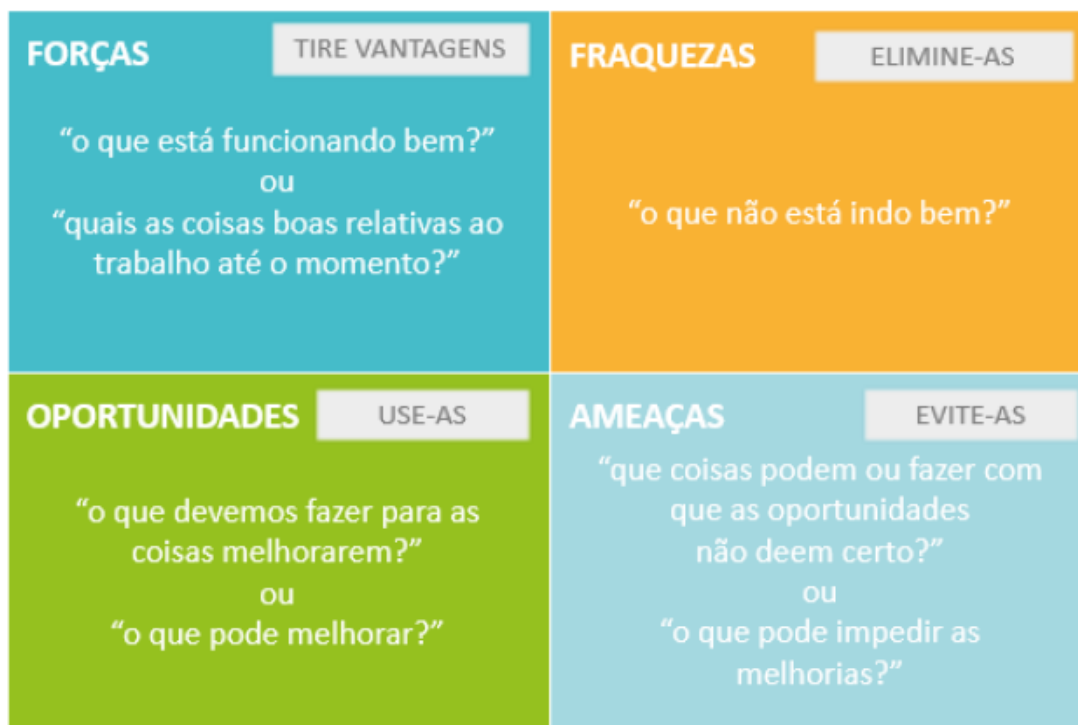 FORÇAS
TIRE VANTAGENS
“o que está funcionando bem?”
ou
“quais as coisas boas relativas ao
trabalho até o momento?”
FRAQUEZAS
ELIMINE-AS
“o que não está indo bem?”
OPORTUNIDADES
USE-AS
“o que devemos fazer para as
coisas melhorarem?”
ou
“o que pode melhorar?”
AMEAÇAS
EVITE-AS
“que coisas podem ou fazer com
que as oportunidades
não deem certo?”
ou
“o que pode impedir as
melhorias?”